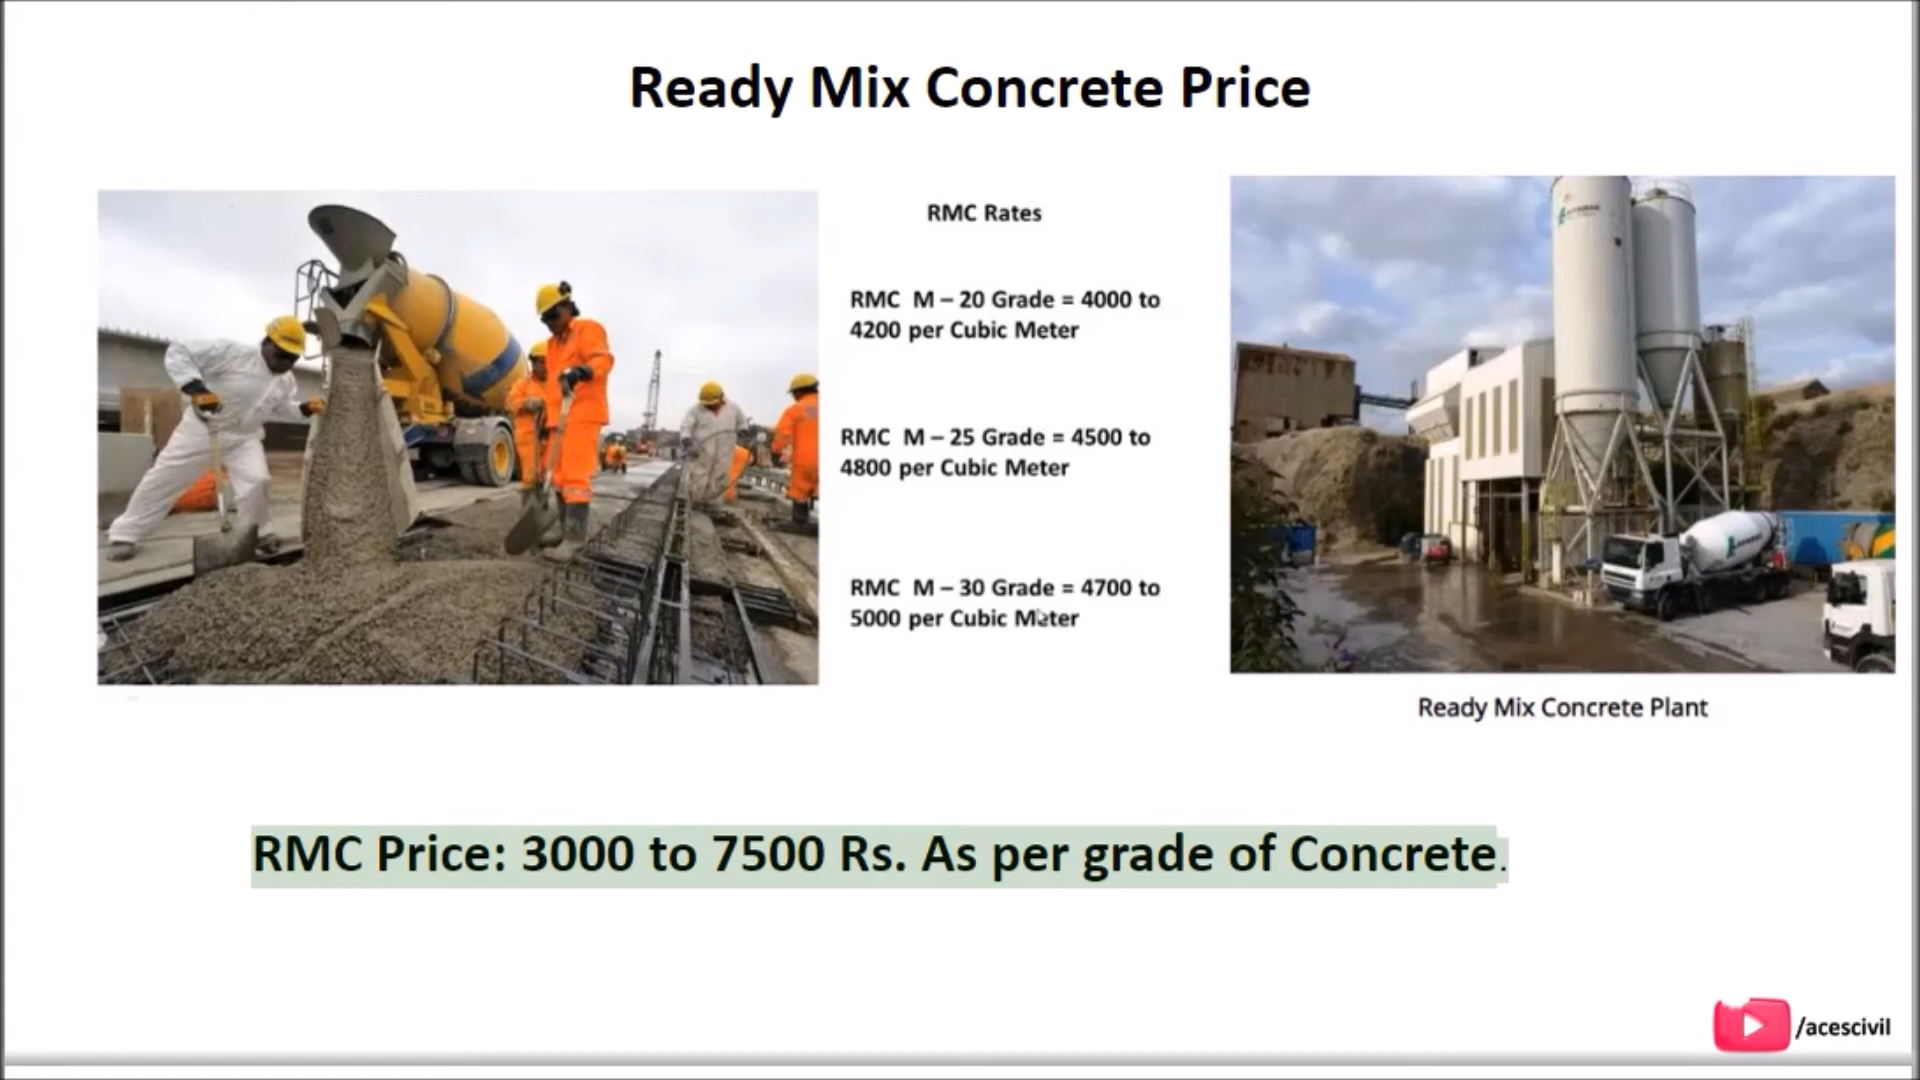 Ready Mix Concrete Price
RMC Rates
RMC M – 20 Grade = 4000 to
4200 per Cubic Meter
RMC M – 25 Grade = 4500 to
4800 per Cubic Meter
RMC M – 30 Grade = 4700 to
5000 per Cubic Meter
Ready Mix Concrete Plant
RMC Price: 3000 to 7500 Rs. As per grade of Concrete.
/acescivil